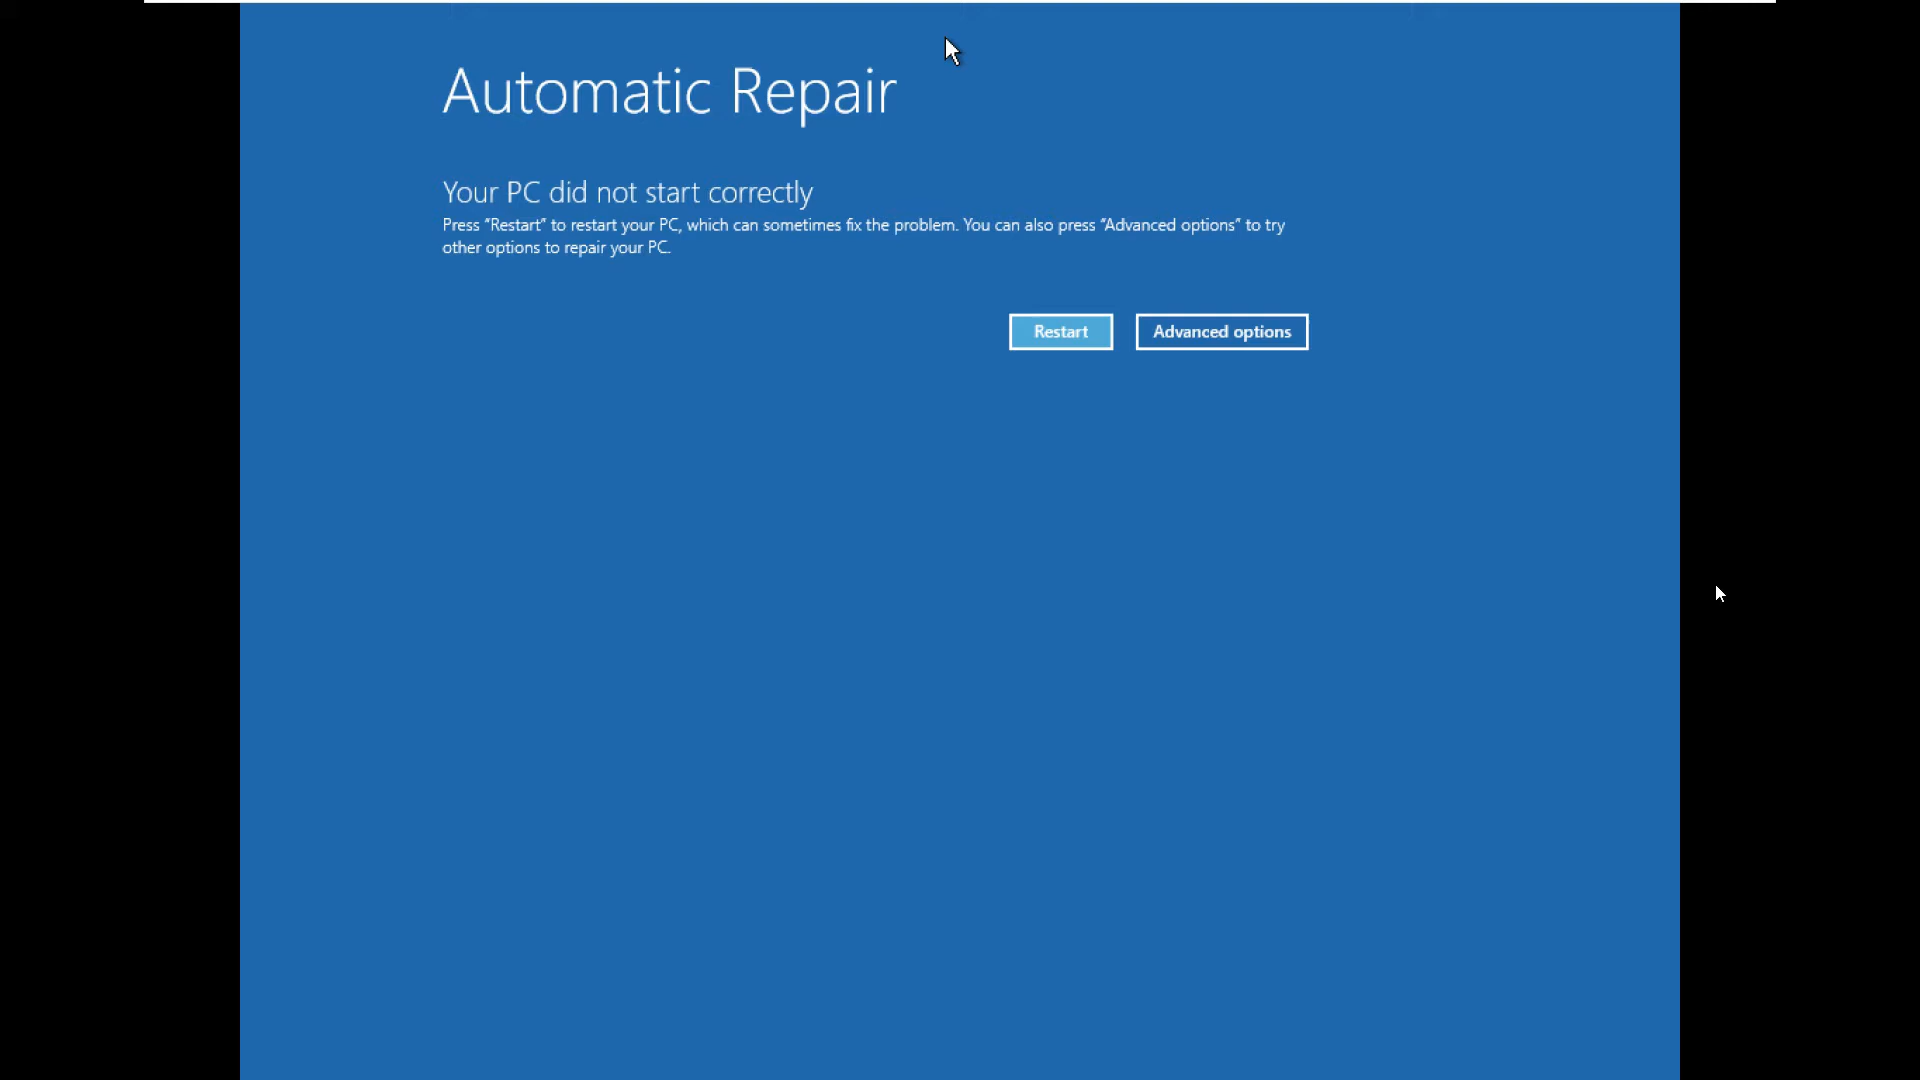 Automatic Repair
Your PC did not start correctly
Press “Restart” to restart your PC, which can sometimes fix the problem. You can also press “Advanced options” to try
other options to repair your PC.
Restart
Advanced options